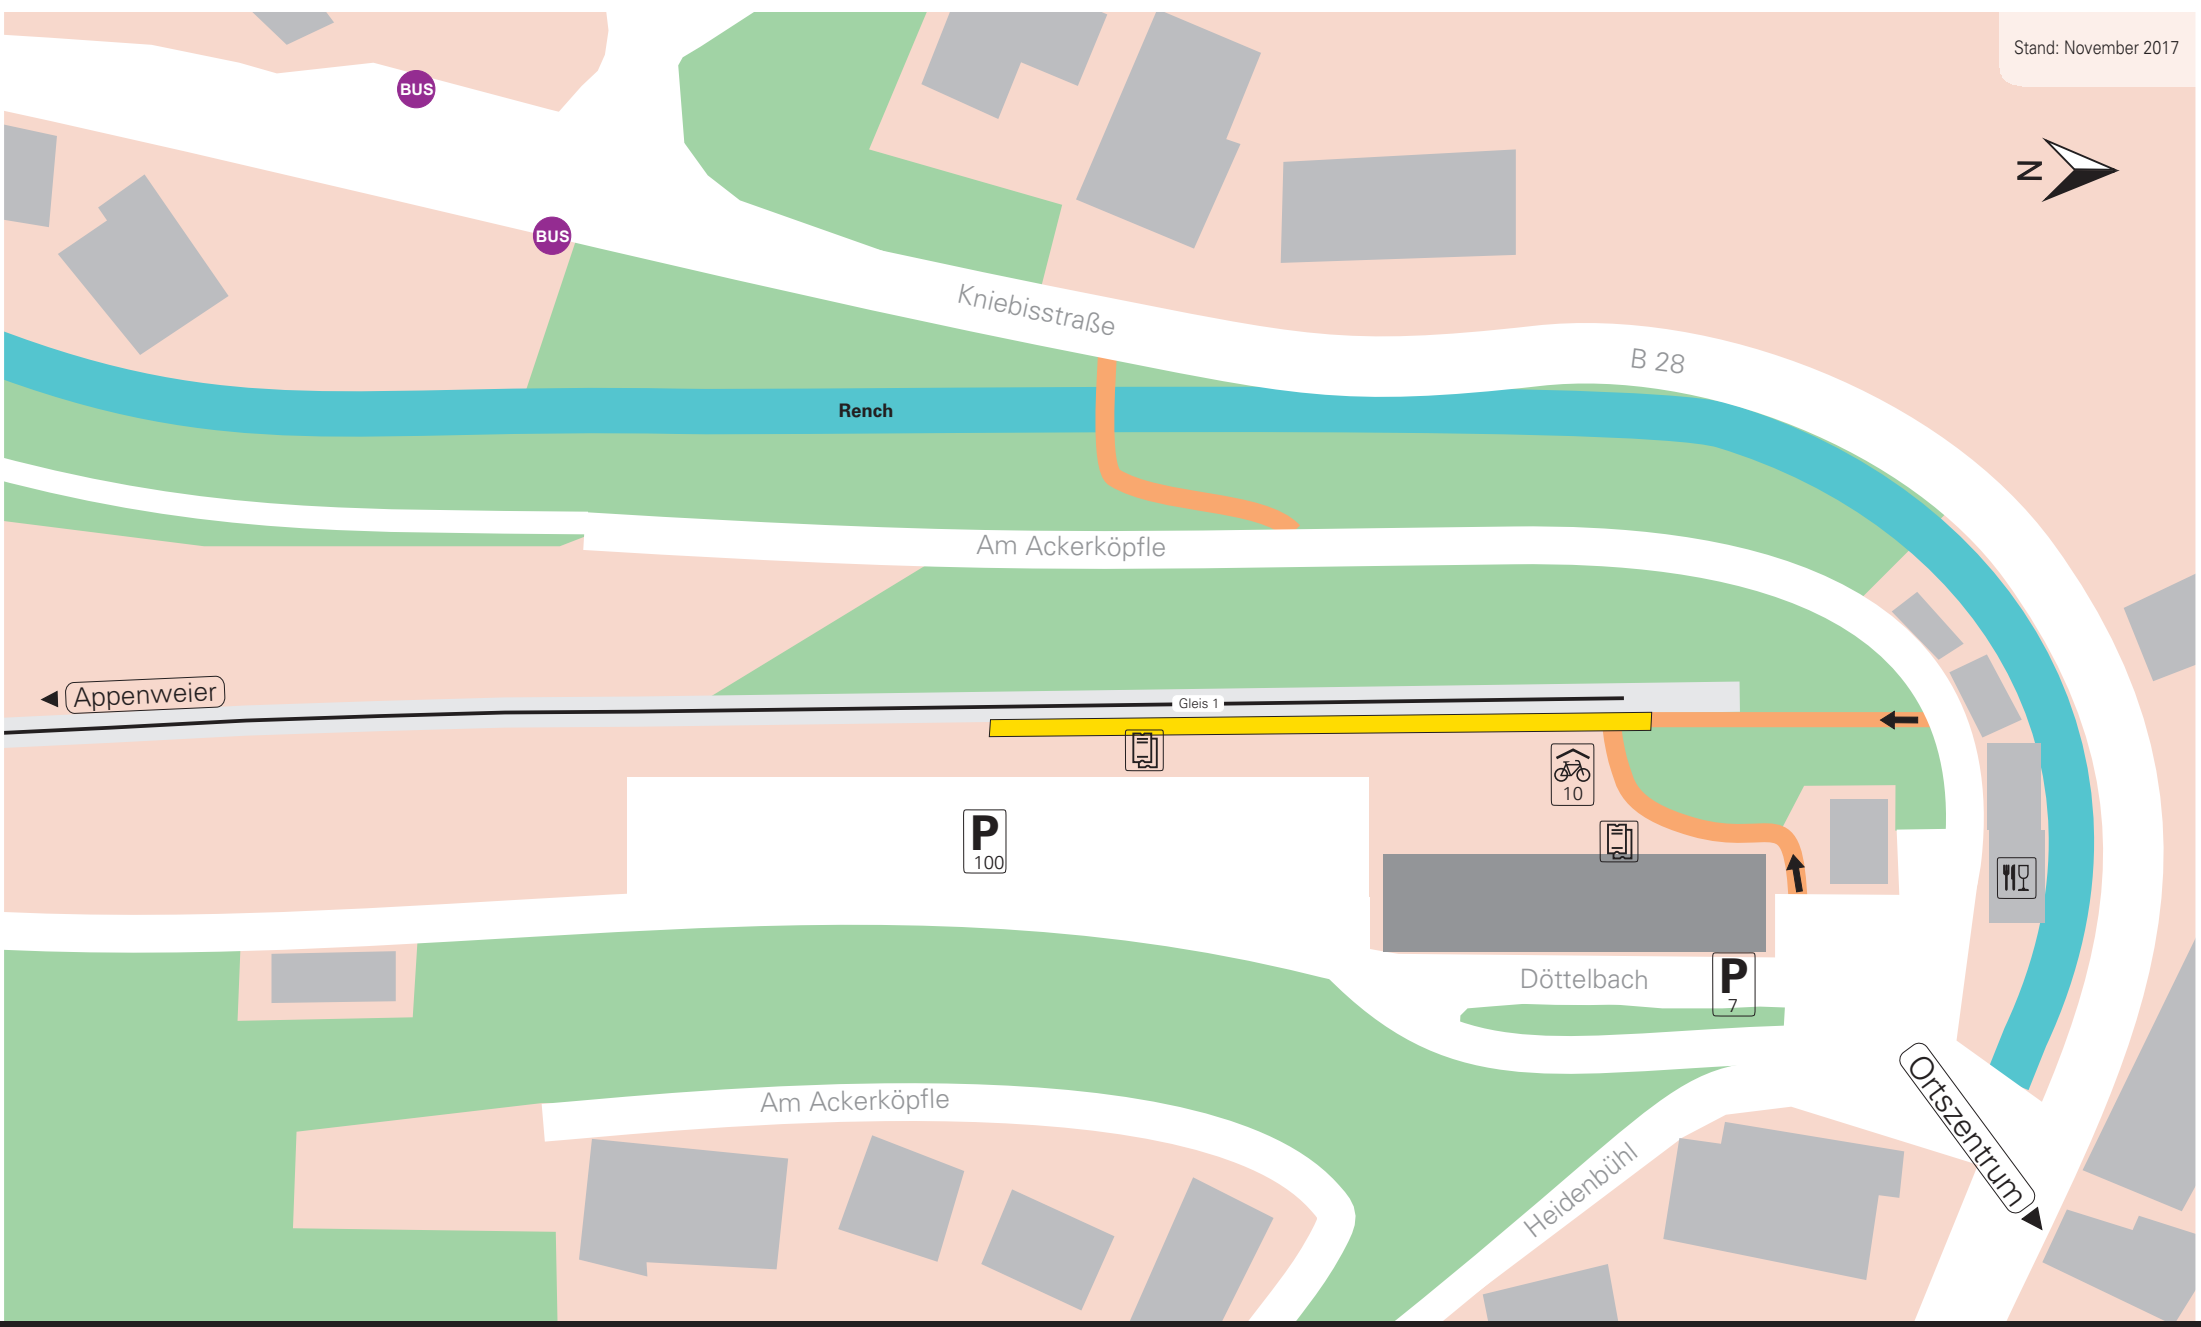 Stand: November 2017
BUS
N
BUS
Kniebisstraße
B 28
Rench
Am Ackerköpfle
Appenweier
Gleis 1
10
P
100
Döttelbach
P
7
Ortszentrum
Am Ackerköpfle
Heidenbühl